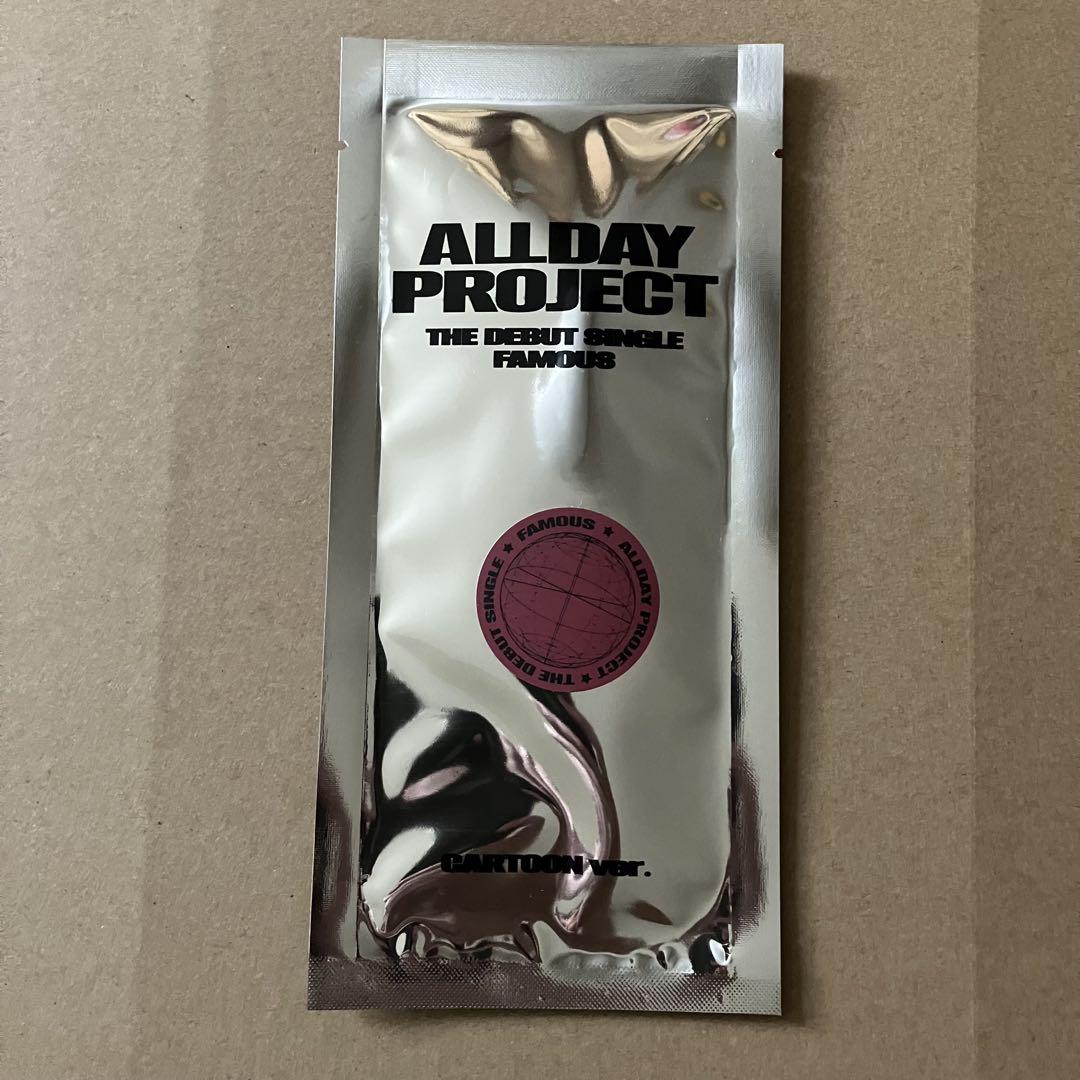 ALLDAY
PROJECT
THE DEBUT SINGLE
FAMOUS
★ FAMOUS ★ ALLDAY PROJECT ★ THE DEBUT SINGLE
CARTOON ver.